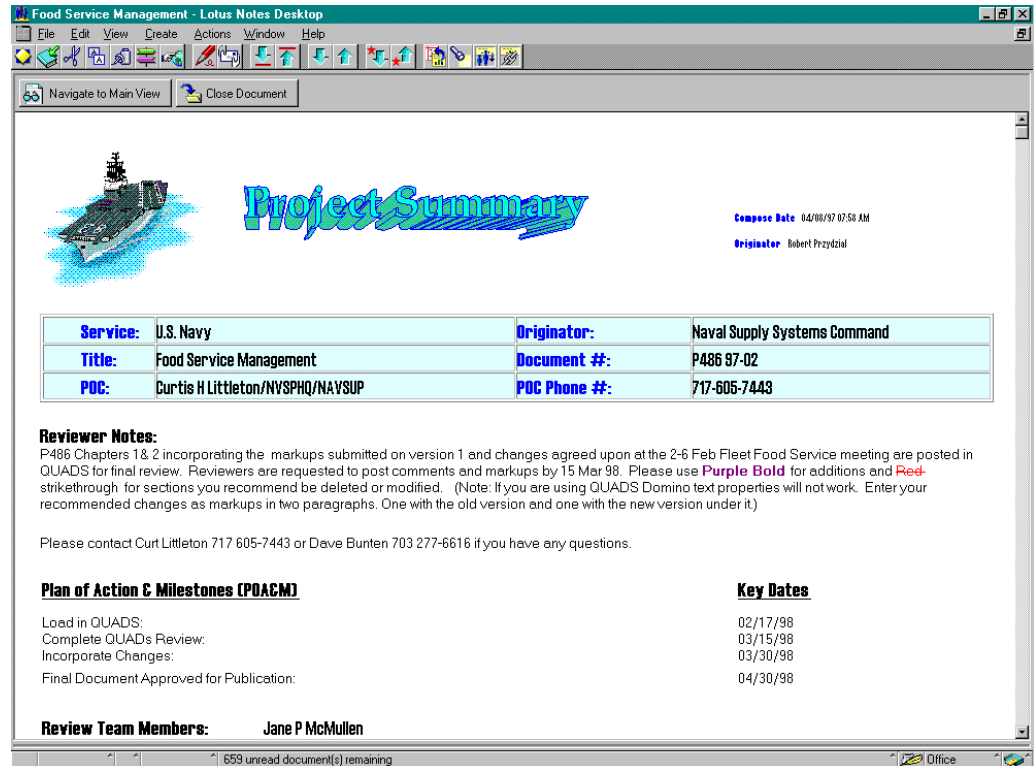 Food Service Management - Lotus Notes Desktop
File Edit View Create Actions Window Help
Navigate to Main View Close Document
Project Summary
Compose Date 04/08/97 07:58 AM
Originator Robert Przydzial
Service: U.S. Navy Originator: Naval Supply Systems Command
Title: Food Service Management Document #: P486 97-02
POC: Curtis H Littleton/NVSPHQ/NAVSUP POC Phone #: 717-605-7443
Reviewer Notes:
P486 Chapters 1& 2 incorporating the markups submitted on version 1 and changes agreed upon at the 2-6 Feb Fleet Food Service meeting are posted in
QUADS for final review. Reviewers are requested to post comments and markups by 15 Mar 98. Please use Purple Bold for additions and Red
strikethrough for sections you recommend be deleted or modified. (Note: If you are using QUADS Domino text properties will not work. Enter your
recommended changes as markups in two paragraphs. One with the old version and one with the new version under it.)
Please contact Curt Littleton 717 605-7443 or Dave Bunten 703 277-6616 if you have any questions.
Plan of Action & Milestones (POA&M) Key Dates
Load in QUADS: 02/17/98
Complete QUADs Review: 03/15/98
Incorporate Changes: 03/30/98
Final Document Approved for Publication: 04/30/98
Review Team Members: Jane P McMullen
659 unread document(s) remaining Office